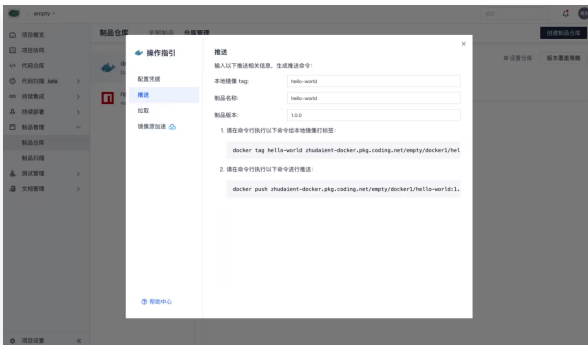 empty
项目概览
项目协同
代码仓库
代码扫描 Beta
持续集成
持续部署
制品管理
制品仓库
制品扫描
测试管理
文档管理
项目设置
制品仓库
全部制品
仓库管理
创建制品仓库
设置仓库
版本覆盖策略
操作指引
配置凭据
推送
拉取
镜像源加速
帮助中心
推送
输入以下推送相关信息，生成推送命令：
本地镜像 tag:
hello-world
制品名称:
hello-world
制品版本:
1.0.0
1. 请在命令行执行以下命令给本地镜像打标签：
docker tag hello-world zhudaient-docker.pkg.coding.net/empty/docker1/hel
2. 请在命令行执行以下命令进行推送：
docker push zhudaient-docker.pkg.coding.net/empty/docker1/hello-world:1.